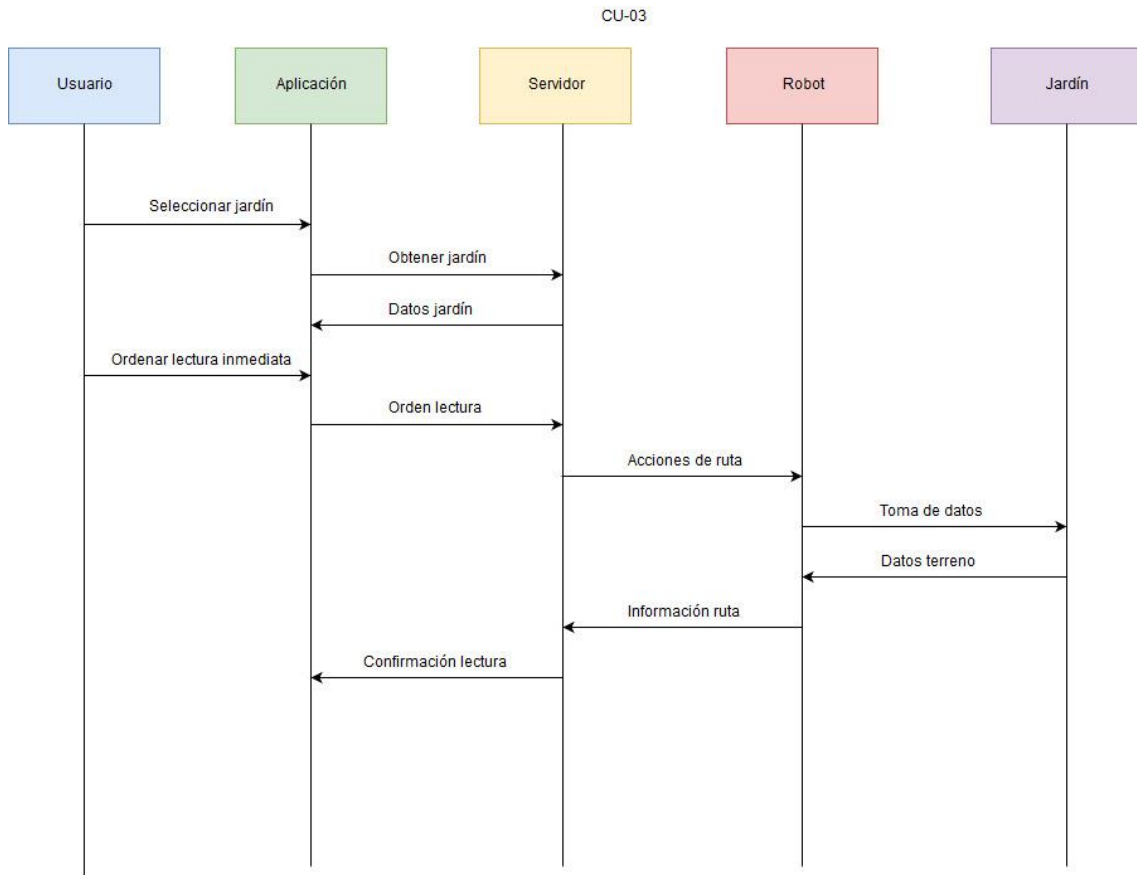 CU-03
Usuario
Aplicación
Servidor
Robot
Jardín
Seleccionar jardín
Obtener jardín
Datos jardín
Ordenar lectura inmediata
Orden lectura
Acciones de ruta
Toma de datos
Datos terreno
Información ruta
Confirmación lectura